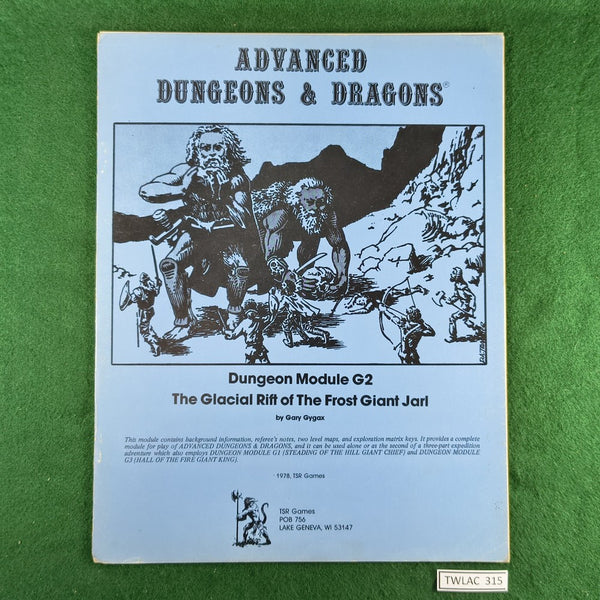 ADVANCED
DUNGEONS & DRAGONS©
Dungeon Module G2
The Glacial Rift of The Frost Giant Jarl
by Gary Gygax
This module contains background information, referee's notes, two level maps, and exploration matrix keys. It provides a complete
module for play of ADVANCED DUNGEONS & DRAGONS, and it can be used alone or as the second of a three-part expedition
adventure which also employs DUNGEON MODULE G1 (STEADING OF THE HILL GIANT CHIEF) and DUNGEON MODULE
G3 (HALL OF THE FIRE GIANT KING).
1978, TSR Games
TSR Games
POB 756
LAKE GENEVA, WI 53147
TWLAC 315